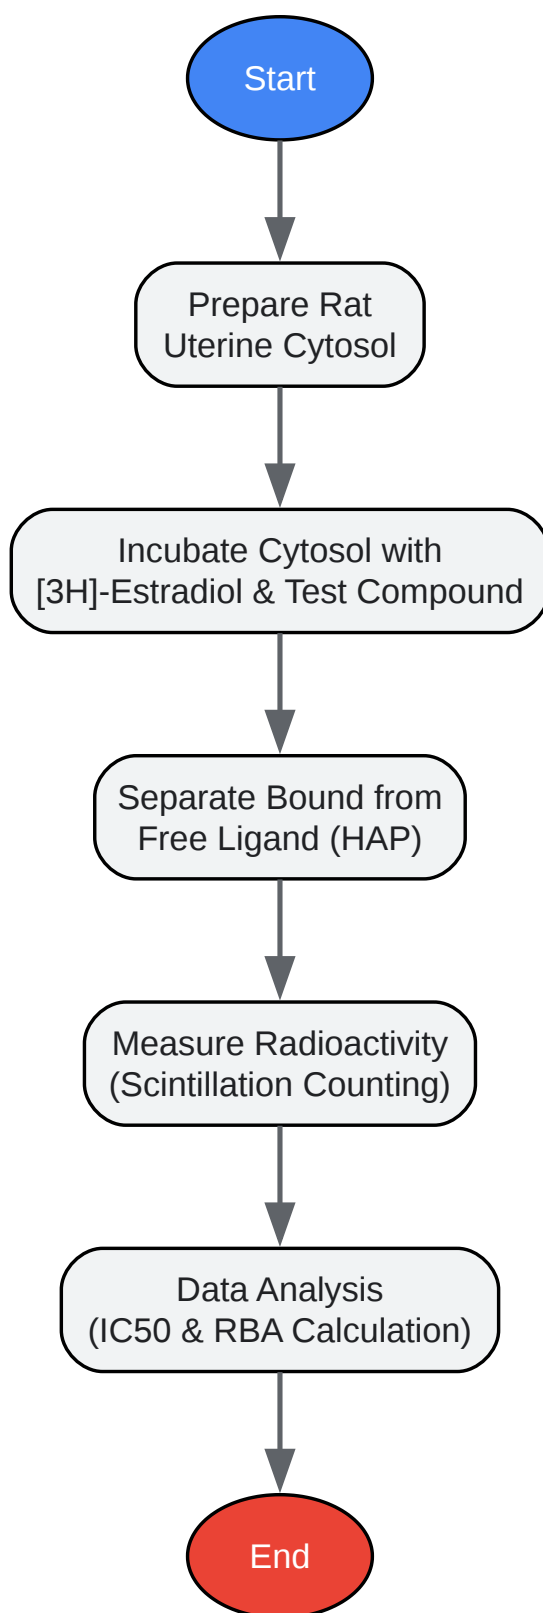 Start
Prepare Rat
Uterine Cytosol
Incubate Cytosol with
[3H]-Estradiol & Test Compound
Separate Bound from
Free Ligand (HAP)
Measure Radioactivity
(Scintillation Counting)
Data Analysis
(IC50 & RBA Calculation)
End